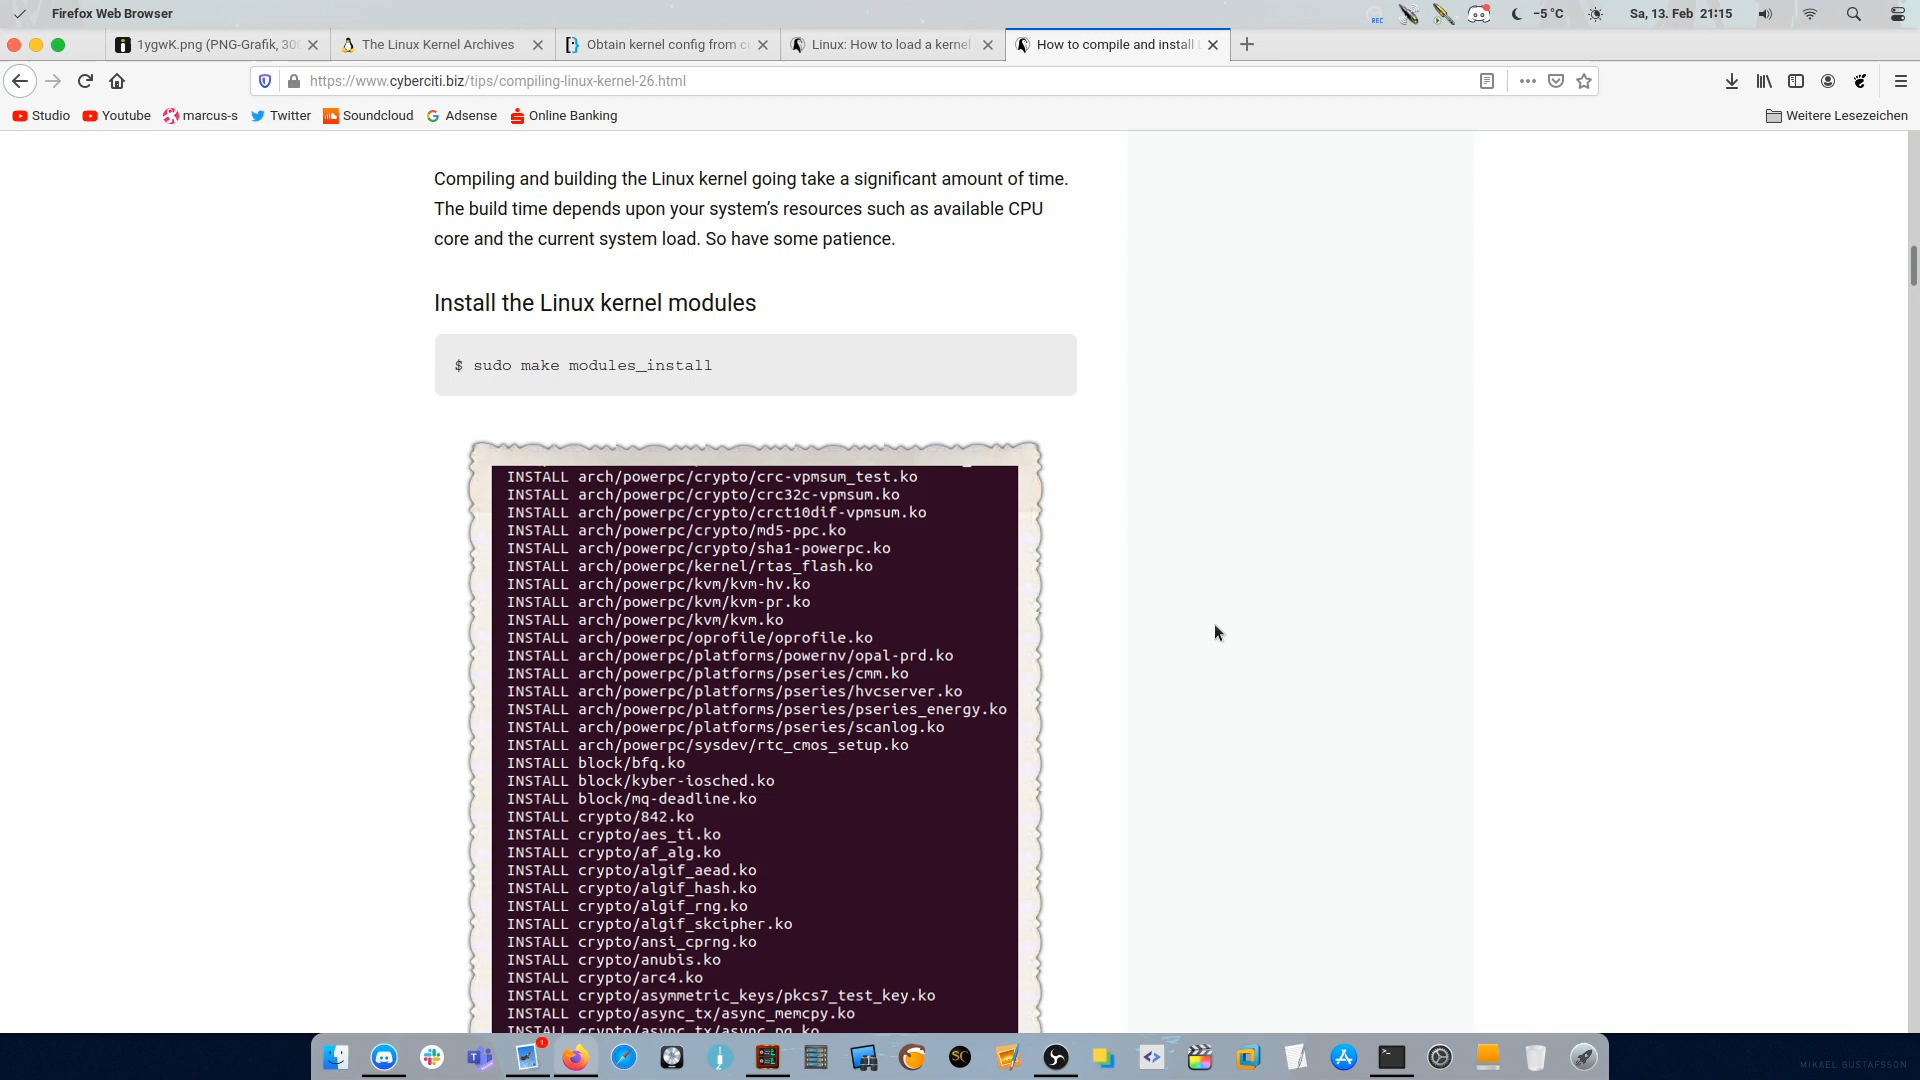 Firefox Web Browser
REC
-5 °C
Sa, 13. Feb 21:15
1ygwK.png (PNG-Grafik, 300
The Linux Kernel Archives
Obtain kernel config from cu
Linux: How to load a kernel
How to compile and install L
https://www.cyberciti.biz/tips/compiling-linux-kernel-26.html
Studio
Youtube
marcus-s
Twitter
Soundcloud
Adsense
Online Banking
Weitere Lesezeichen
Compiling and building the Linux kernel going take a significant amount of time.
The build time depends upon your system’s resources such as available CPU
core and the current system load. So have some patience.
Install the Linux kernel modules
$ sudo make modules_install
INSTALL arch/powerpc/crypto/crc-vpmsum_test.ko
INSTALL arch/powerpc/crypto/crc32c-vpmsum.ko
INSTALL arch/powerpc/crypto/crct10dif-vpmsum.ko
INSTALL arch/powerpc/crypto/md5-ppc.ko
INSTALL arch/powerpc/crypto/sha1-powerpc.ko
INSTALL arch/powerpc/kernel/rtas_flash.ko
INSTALL arch/powerpc/kvm/kvm-hv.ko
INSTALL arch/powerpc/kvm/kvm-pr.ko
INSTALL arch/powerpc/kvm/kvm.ko
INSTALL arch/powerpc/oprofile/oprofile.ko
INSTALL arch/powerpc/platforms/powernv/opal-prd.ko
INSTALL arch/powerpc/platforms/pseries/cmm.ko
INSTALL arch/powerpc/platforms/pseries/hvcserver.ko
INSTALL arch/powerpc/platforms/pseries/pseries_energy.ko
INSTALL arch/powerpc/platforms/pseries/scanlog.ko
INSTALL arch/powerpc/sysdev/rtc_cmos_setup.ko
INSTALL block/bfq.ko
INSTALL block/kyber-iosched.ko
INSTALL block/mq-deadline.ko
INSTALL crypto/842.ko
INSTALL crypto/aes_ti.ko
INSTALL crypto/af_alg.ko
INSTALL crypto/algif_aead.ko
INSTALL crypto/algif_hash.ko
INSTALL crypto/algif_rng.ko
INSTALL crypto/algif_skcipher.ko
INSTALL crypto/ansi_cprng.ko
INSTALL crypto/anubis.ko
INSTALL crypto/arc4.ko
INSTALL crypto/asymmetric_keys/pkcs7_test_key.ko
INSTALL crypto/async_tx/async_memcpy.ko
INSTALL crypto/async_tx/async_pq.ko
1
SC
MIKAEL GUSTAFSSON